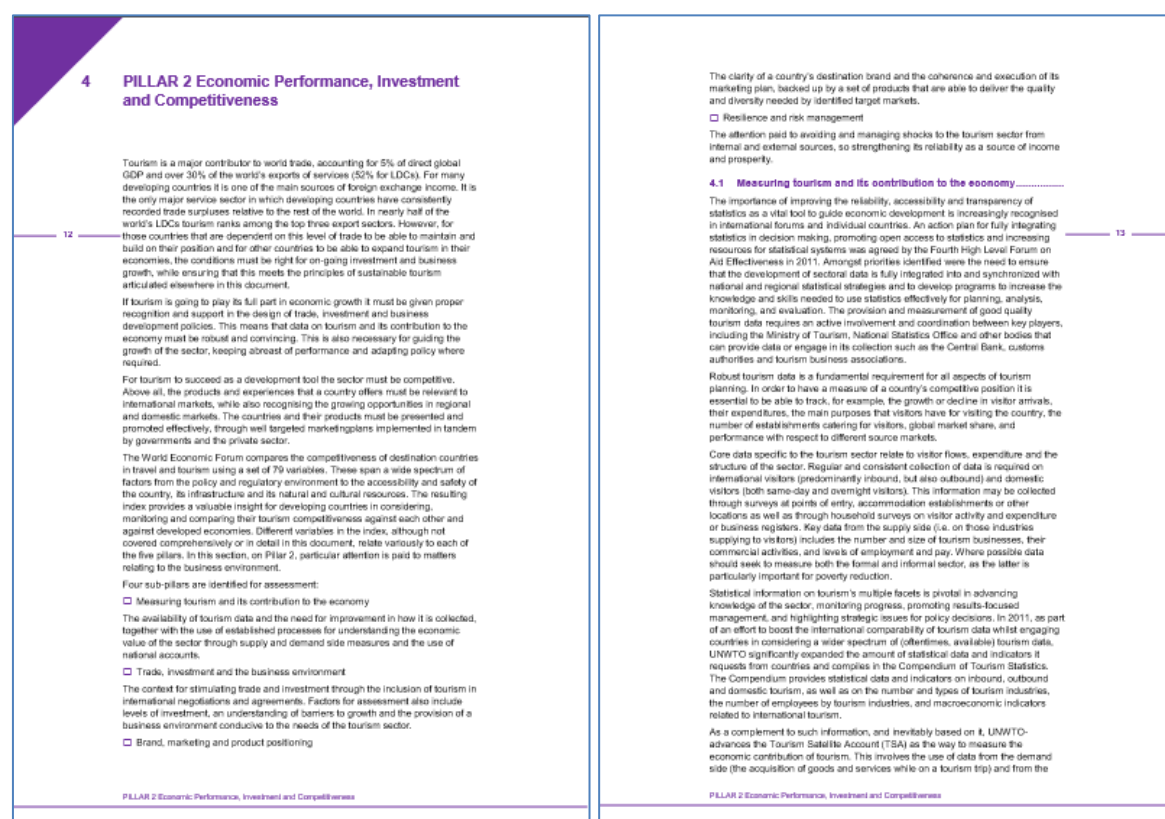 4 PILLAR 2 Economic Performance, Investment
and Competitiveness
Tourism is a major contributor to world trade, accounting for 5% of direct global
GDP and over 30% of the world's exports of services (52% for LDCs). For many
developing countries it is one of the main sources of foreign exchange income. It is
the only major service sector in which developing countries have consistently
recorded trade surpluses relative to the rest of the world. In nearly half of the
world's LDCs tourism ranks among the top three export sectors. However, for
12
those countries that are dependent on this level of trade to be able to maintain and
build on their position and for other countries to be able to expand tourism in their
economies, the conditions must be right for on-going investment and business
growth, while ensuring that this meets the principles of sustainable tourism
articulated elsewhere in this document.
If tourism is going to play its full part in economic growth it must be given proper
recognition and support in the design of trade, investment and business
development policies. This means that data on tourism and its contribution to the
economy must be robust and convincing. This is also necessary for guiding the
growth of the sector, keeping abreast of performance and adapting policy where
required.
For tourism to succeed as a development tool the sector must be competitive.
Above all, the products and experiences that a country offers must be relevant to
international markets, while also recognising the growing opportunities in regional
and domestic markets. The countries and their products must be presented and
promoted effectively, through well targeted marketingplans implemented in tandem
by governments and the private sector.
The World Economic Forum compares the competitiveness of destination countries
in travel and tourism using a set of 79 variables. These span a wide spectrum of
factors from the policy and regulatory environment to the accessibility and safety of
the country, its infrastructure and its natural and cultural resources. The resulting
index provides a valuable insight for developing countries in considering,
monitoring and comparing their tourism competitiveness against each other and
against developed economies. Different variables in the index, although not
covered comprehensively or in detail in this document, relate variously to each of
the five pillars. In this section, on Pillar 2, particular attention is paid to matters
relating to the business environment.
Four sub-pillars are identified for assessment:
Measuring tourism and its contribution to the economy
The availability of tourism data and the need for improvement in how it is collected,
together with the use of established processes for understanding the economic
value of the sector through supply and demand side measures and the use of
national accounts.
Trade, investment and the business environment
The context for stimulating trade and investment through the inclusion of tourism in
international negotiations and agreements. Factors for assessment also include
levels of investment, an understanding of barriers to growth and the provision of a
business environment conducive to the needs of the tourism sector.
Brand, marketing and product positioning
PILLAR 2 Economic Performance, Investment and Competitiveness
The clarity of a country's destination brand and the coherence and execution of its
marketing plan, backed up by a set of products that are able to deliver the quality
and diversity needed by identified target markets.
Resilience and risk management
The attention paid to avoiding and managing shocks to the tourism sector from
internal and external sources, so strengthening its reliability as a source of income
and prosperity.
4.1 Measuring tourism and its contribution to the economy
The importance of improving the reliability, accessibility and transparency of
statistics as a vital tool to guide economic development is increasingly recognised
in international forums and individual countries. An action plan for fully integrating
13
statistics in decision making, promoting open access to statistics and increasing
resources for statistical systems was agreed by the Fourth High Level Forum on
Aid Effectiveness in 2011. Amongst priorities identified were the need to ensure
that the development of sectoral data is fully integrated into and synchronized with
national and regional statistical strategies and to develop programs to increase the
knowledge and skills needed to use statistics effectively for planning, analysis,
monitoring, and evaluation. The provision and measurement of good quality
tourism data requires an active involvement and coordination between key players,
including the Ministry of Tourism, National Statistics Office and other bodies that
can provide data or engage in its collection such as the Central Bank, customs
authorities and tourism business associations.
Robust tourism data is a fundamental requirement for all aspects of tourism
planning. In order to have a measure of a country's competitive position it is
essential to be able to track, for example, the growth or decline in visitor arrivals,
their expenditures, the main purposes that visitors have for visiting the country, the
number of establishments catering for visitors, global market share, and
performance with respect to different source markets.
Core data specific to the tourism sector relate to visitor flows, expenditure and the
structure of the sector. Regular and consistent collection of data is required on
international visitors (predominantly inbound, but also outbound) and domestic
visitors (both same-day and overnight visitors). This information may be collected
through surveys at points of entry, accommodation establishments or other
locations as well as through household surveys on visitor activity and expenditure
or business registers. Key data from the supply side (i.e. on those industries
supplying to visitors) includes the number and size of tourism businesses, their
commercial activities, and levels of employment and pay. Where possible data
should seek to measure both the formal and informal sector, as the latter is
particularly important for poverty reduction.
Statistical information on tourism's multiple facets is pivotal in advancing
knowledge of the sector, monitoring progress, promoting results-focused
management, and highlighting strategic issues for policy decisions. In 2011, as part
of an effort to boost the international comparability of tourism data whilst engaging
countries in considering a wider spectrum of (oftentimes, available) tourism data,
UNWTO significantly expanded the amount of statistical data and indicators it
requests from countries and compiles in the Compendium of Tourism Statistics.
The Compendium provides statistical data and indicators on inbound, outbound
and domestic tourism, as well as on the number and types of tourism industries,
the number of employees by tourism industries, and macroeconomic indicators
related to international tourism.
As a complement to such information, and inevitably based on it, UNWTO-
advances the Tourism Satellite Account (TSA) as the way to measure the
economic contribution of tourism. This involves the use of data from the demand
side (the acquisition of goods and services while on a tourism trip) and from the
PILLAR 2 Economic Performance, Investment and Competitiveness